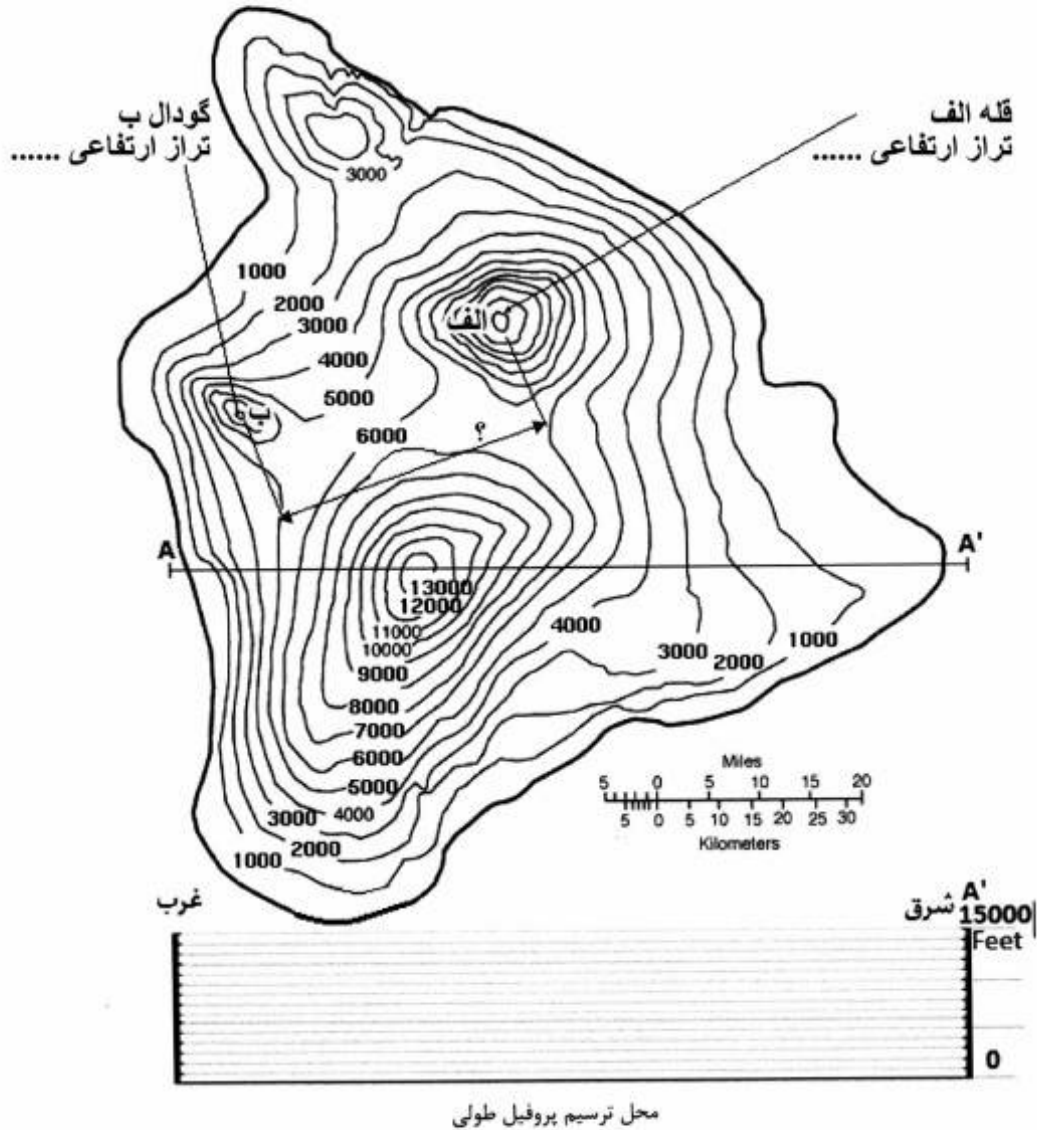 گودال ب
تراز ارتفاعی ......
قله الف
تراز ارتفاعی ......
3000
1000
2000
3000
4000
5000
6000
الف
ب
؟
A
A'
13000
12000
11000
10000
9000
8000
7000
6000
5000
4000
3000
2000
1000
4000
3000
2000
1000
Miles
5 0 5 10 15 20
5 0 5 10 15 20 25 30
Kilometers
غرب
شرق
A'
15000
Feet
0
محل ترسیم پروفیل طولی